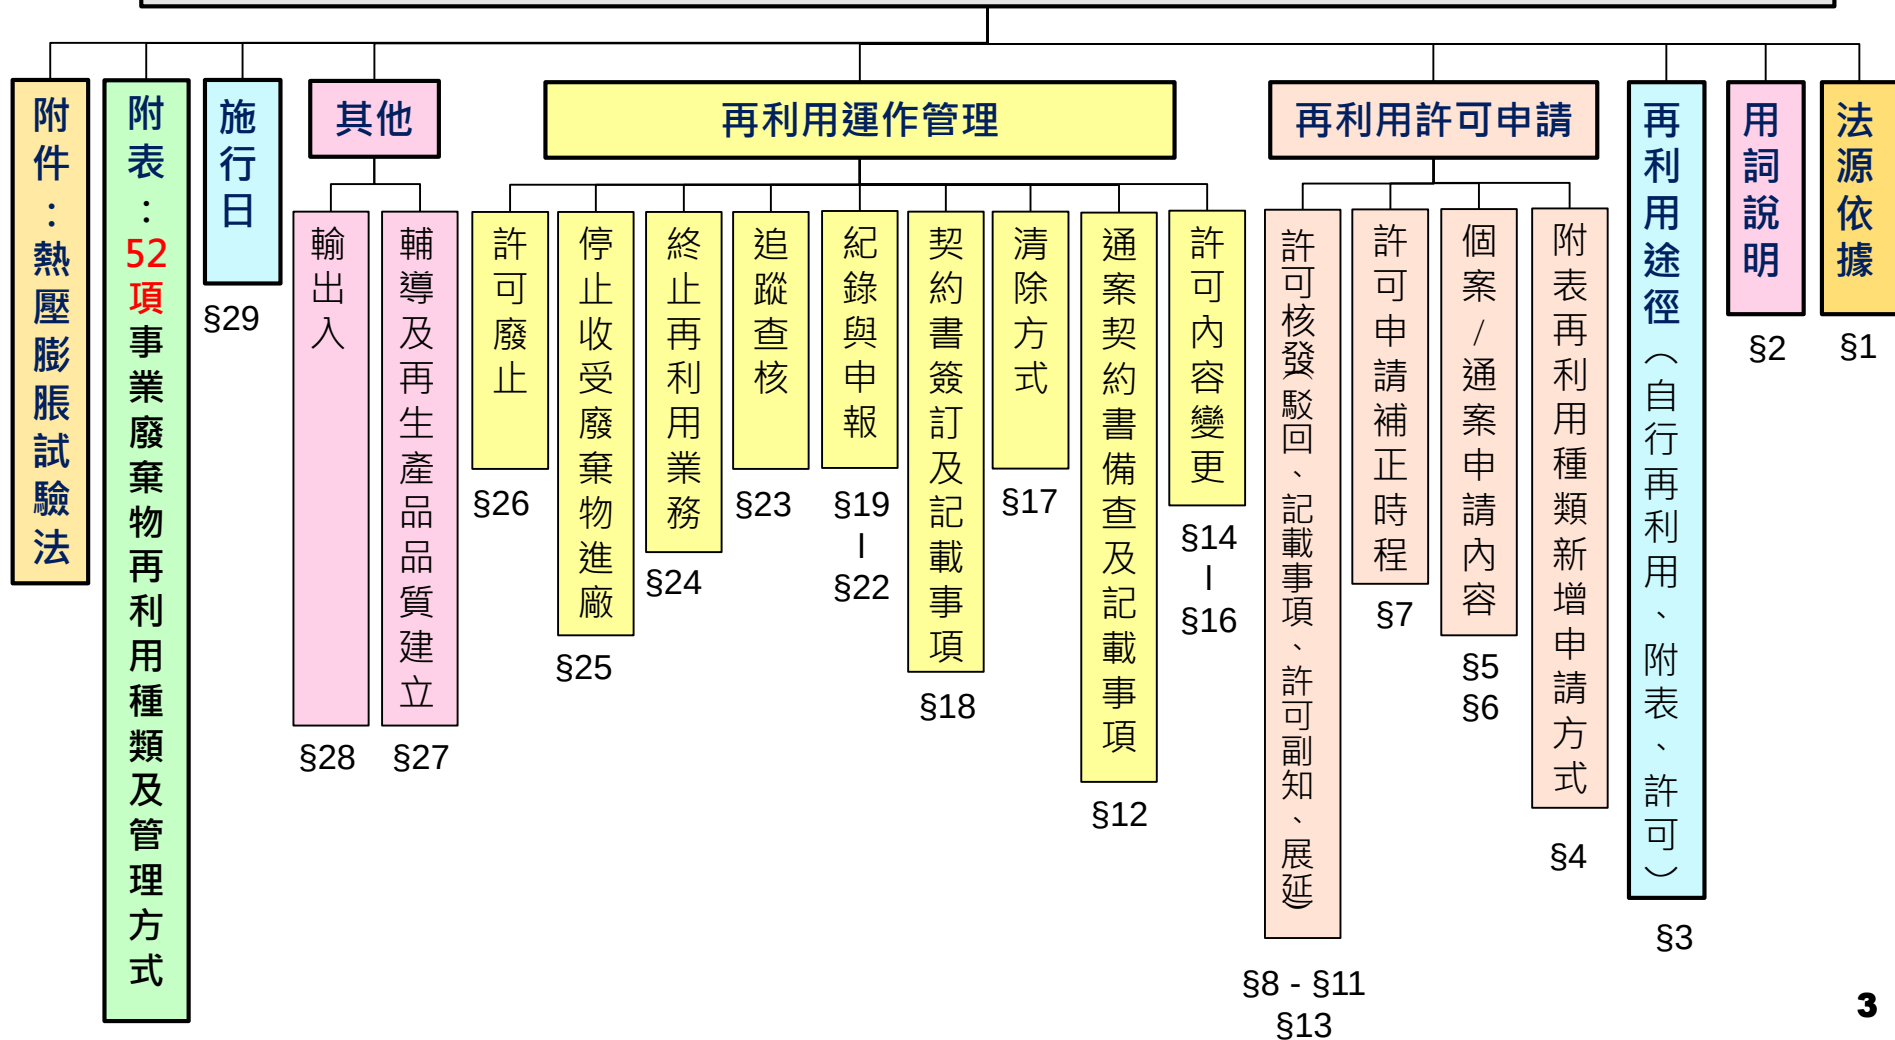 法源依據
§1
用詞說明
§2
再利用途徑（自行再利用、附表、許可）
§3
再利用許可申請
附表再利用種類新增申請方式
§4
個案/通案申請內容
§5
§6
許可申請補正時程
§7
許可核發(駁回、記載事項、許可副知、展延)
§8 - §11
§13
再利用運作管理
許可內容變更
§14
|
§16
通案契約書備查及記載事項
§12
清除方式
§17
契約書簽訂及記載事項
§18
紀錄與申報
§19
|
§22
追蹤查核
§23
終止再利用業務
§24
停止收受廢棄物進廠
§25
許可廢止
§26
其他
輔導及再生產品品質建立
§27
輸出入
§28
施行日
§29
附表：52項事業廢棄物再利用種類及管理方式
附件：熱壓膨脹試驗法
3